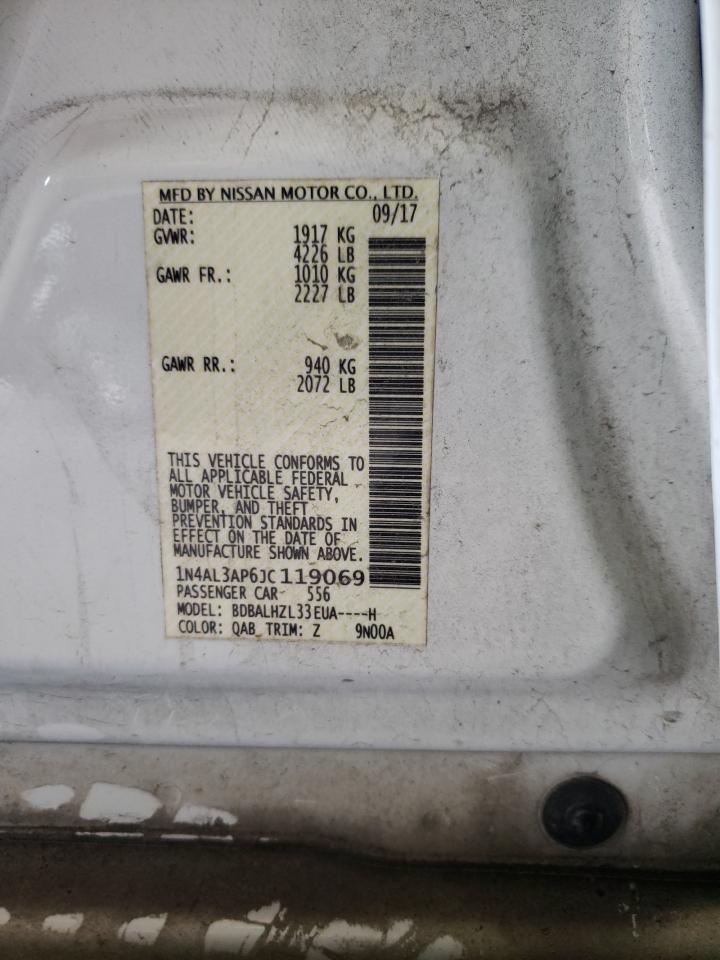 MFD BY NISSAN MOTOR CO., LTD.
DATE: 09/17
GVWR: 1917 KG
4226 LB
GAWR FR.: 1010 KG
2227 LB
GAWR RR.: 940 KG
2072 LB
THIS VEHICLE CONFORMS TO
ALL APPLICABLE FEDERAL
MOTOR VEHICLE SAFETY,
BUMPER, AND THEFT
PREVENTION STANDARDS IN
EFFECT ON THE DATE OF
MANUFACTURE SHOWN ABOVE.
1N4AL3AP6JC119069
PASSENGER CAR 556
MODEL: BDBALHZL33EUA----H
COLOR: QAB TRIM: Z 9N00A